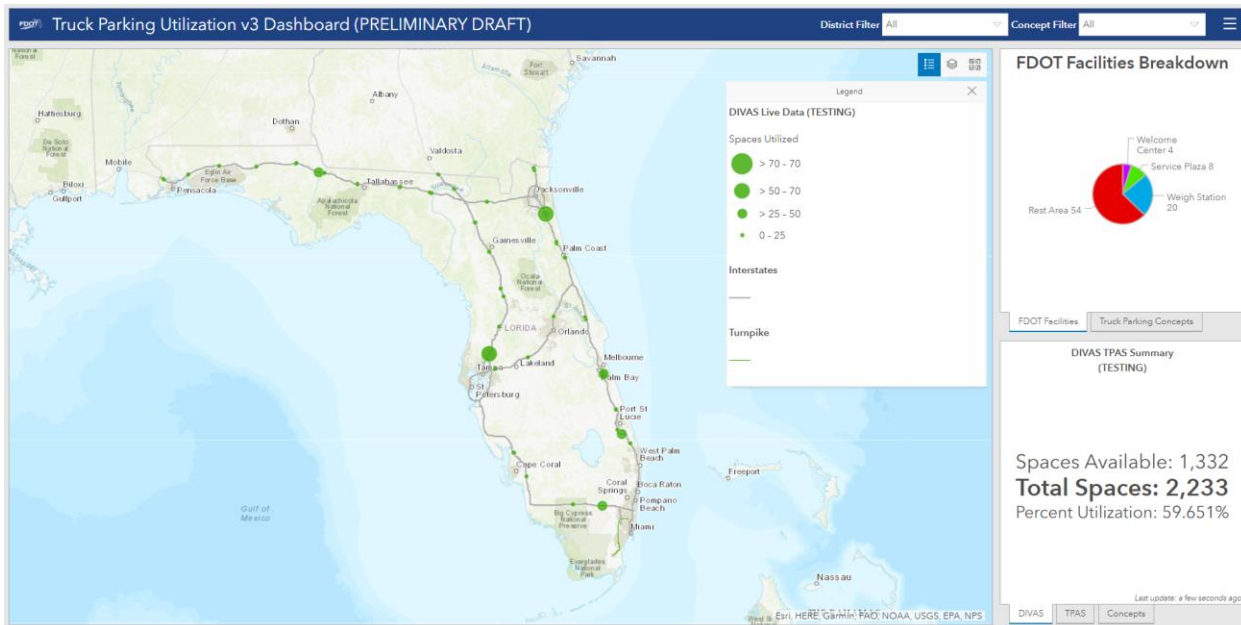 FDOT
Truck Parking Utilization v3 Dashboard (PRELIMINARY DRAFT)
District Filter
All
Concept Filter
All
National
Forest
Hattiesburg
De Soto
National
Forest
Mobile
Biloxi
Gulfport
Pensacola
Eglin Air
Force Base
Dothan
Albany
Fort
Stewart
Savannah
Valdosta
Tallahassee
Apalachicola
National
Forest
Jacksonville
Gainesville
Palm Coast
Ocala
National
Forest
LORIDA
Orlando
Tampa
Lakeland
St
Petersburg
Melbourne
alm Bay
Port St
Lucie
West Palm
Beach
Cape Coral
Coral
Springs
Boca Raton
Pompano
Beach
Big Cypress
National
Preserve
Miami
Everglades
National
Park
Gulf of
Mexico
Freeport
Nassau
Esri, HERE, Garmin, FAO, NOAA, USGS, EPA, NPS
Legend
DIVAS Live Data (TESTING)
Spaces Utilized
> 70 - 70
> 50 - 70
> 25 - 50
0 - 25
Interstates
Turnpike
FDOT Facilities Breakdown
Welcome
Center 4
Service Plaza 8
Weigh Station
20
Rest Area 54
FDOT Facilities
Truck Parking Concepts
DIVAS TPAS Summary
(TESTING)
Spaces Available: 1,332
Total Spaces: 2,233
Percent Utilization: 59.651%
Last update: a few seconds ago
DIVAS
TPAS
Concepts